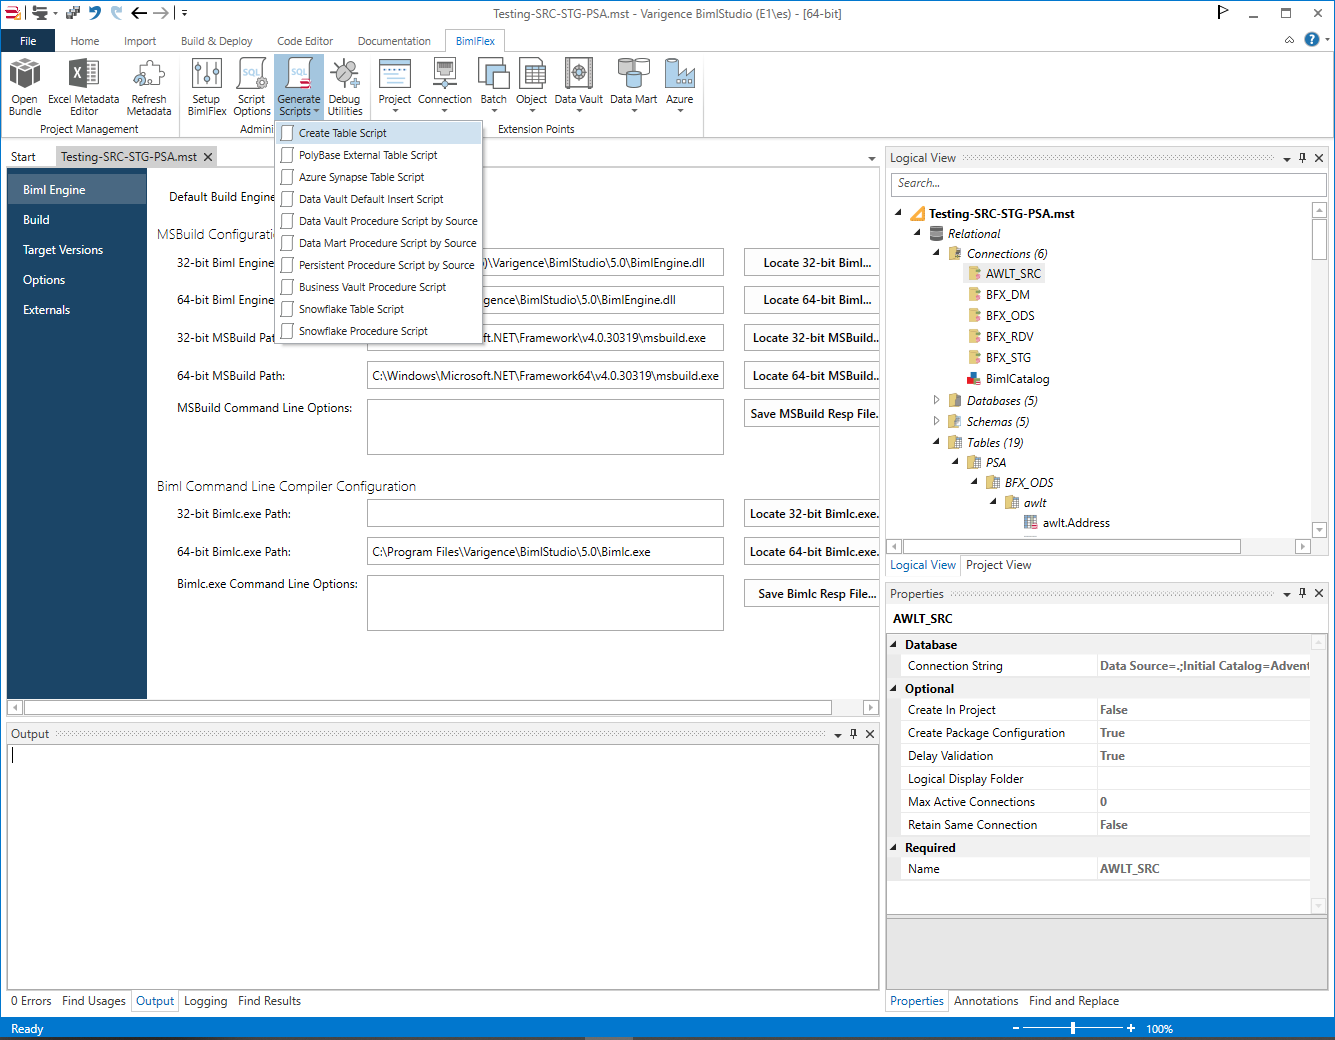 Testing-SRC-STG-PSA.mst - Varigence BimlStudio (E1\es) - [64-bit]
File Home Import Build & Deploy Code Editor Documentation BimlFlex
Open Bundle
Excel Metadata Editor
Refresh Metadata
Setup BimlFlex
Script Options
Generate Scripts
Debug Utilities
Project Connection Batch Object Data Vault Data Mart Azure
Project Management Admini Extension Points
Create Table Script
PolyBase External Table Script
Azure Synapse Table Script
Data Vault Default Insert Script
Data Vault Procedure Script by Source
Data Mart Procedure Script by Source
Persistent Procedure Script by Source
Business Vault Procedure Script
Snowflake Table Script
Snowflake Procedure Script
Start Testing-SRC-STG-PSA.mst
Biml Engine
Build
Target Versions
Options
Externals
Default Build Engine
MSBuild Configurati
32-bit Biml Engine )\Varigence\BimlStudio\5.0\BimlEngine.dll Locate 32-bit Biml...
64-bit Biml Engine gence\BimlStudio\5.0\BimlEngine.dll Locate 64-bit Biml...
32-bit MSBuild Pat oft.NET\Framework\v4.0.30319\msbuild.exe Locate 32-bit MSBuild..
64-bit MSBuild Path: C:\Windows\Microsoft.NET\Framework64\v4.0.30319\msbuild.exe Locate 64-bit MSBuild..
MSBuild Command Line Options: Save MSBuild Resp File.
Biml Command Line Compiler Configuration
32-bit Bimlc.exe Path: Locate 32-bit Bimlc.exe.
64-bit Bimlc.exe Path: C:\Program Files\Varigence\BimlStudio\5.0\Bimlc.exe Locate 64-bit Bimlc.exe.
Bimlc.exe Command Line Options: Save Bimlc Resp File...
Output
0 Errors Find Usages Output Logging Find Results
Logical View
Search...
Testing-SRC-STG-PSA.mst
Relational
Connections (6)
AWLT_SRC
BFX_DM
BFX_ODS
BFX_RDV
BFX_STG
BimlCatalog
Databases (5)
Schemas (5)
Tables (19)
PSA
BFX_ODS
awlt
awlt.Address
Logical View Project View
Properties
AWLT_SRC
Database
Connection String Data Source=.;Initial Catalog=Advent
Optional
Create In Project False
Create Package Configuration True
Delay Validation True
Logical Display Folder
Max Active Connections 0
Retain Same Connection False
Required
Name AWLT_SRC
Properties Annotations Find and Replace
Ready 100%